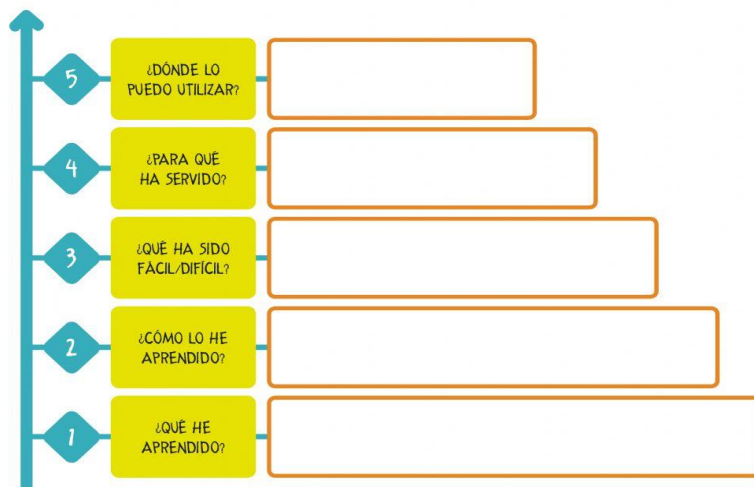 5
¿DÓNDE LO
PUEDO UTILIZAR?
4
¿PARA QUÉ
HA SERVIDO?
3
¿QUÉ HA SIDO
FÁCIL/DIFÍCIL?
2
¿CÓMO LO HE
APRENDIDO?
1
¿QUÉ HE
APRENDIDO?